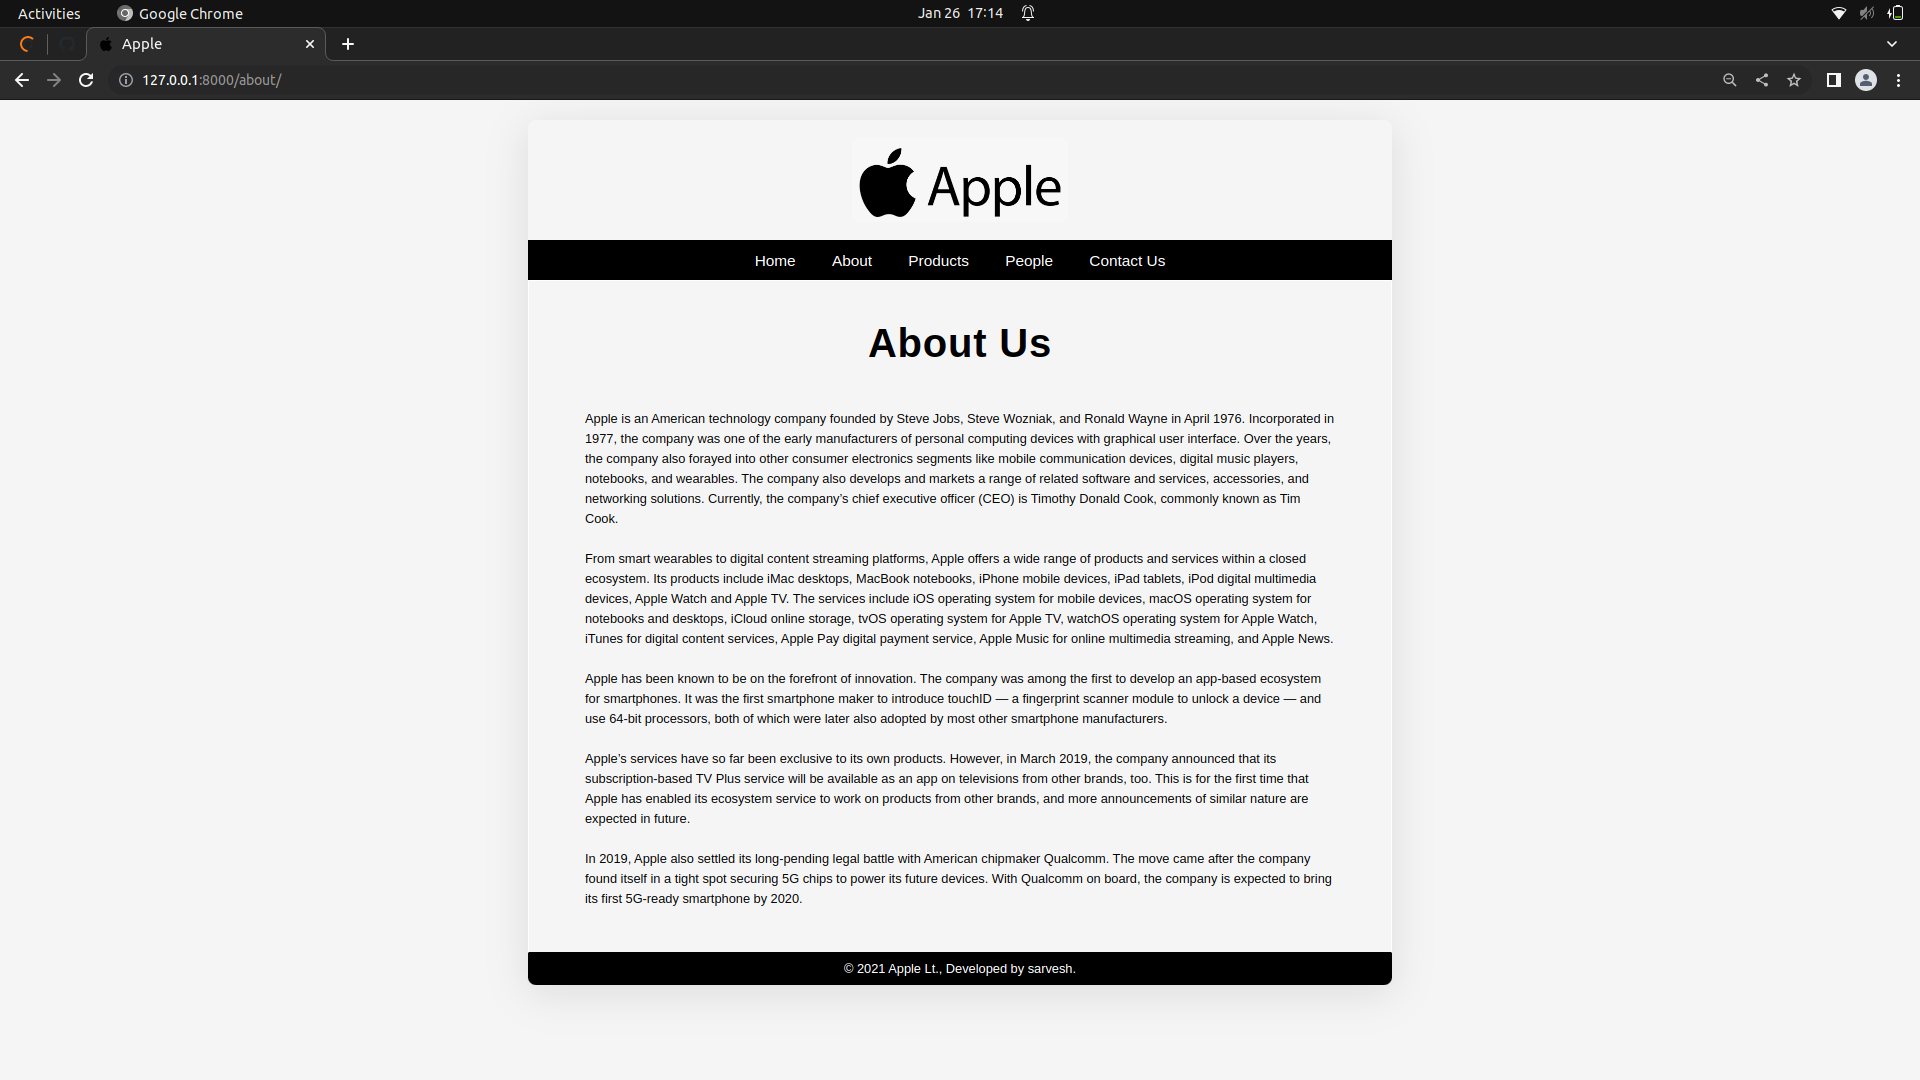 Activities
Google Chrome
Jan 26 17:14
Apple
127.0.0.1:8000/about/
Apple
Home About Products People Contact Us
About Us
Apple is an American technology company founded by Steve Jobs, Steve Wozniak, and Ronald Wayne in April 1976. Incorporated in
1977, the company was one of the early manufacturers of personal computing devices with graphical user interface. Over the years,
the company also forayed into other consumer electronics segments like mobile communication devices, digital music players,
notebooks, and wearables. The company also develops and markets a range of related software and services, accessories, and
networking solutions. Currently, the company’s chief executive officer (CEO) is Timothy Donald Cook, commonly known as Tim
Cook.
From smart wearables to digital content streaming platforms, Apple offers a wide range of products and services within a closed
ecosystem. Its products include iMac desktops, MacBook notebooks, iPhone mobile devices, iPad tablets, iPod digital multimedia
devices, Apple Watch and Apple TV. The services include iOS operating system for mobile devices, macOS operating system for
notebooks and desktops, iCloud online storage, tvOS operating system for Apple TV, watchOS operating system for Apple Watch,
iTunes for digital content services, Apple Pay digital payment service, Apple Music for online multimedia streaming, and Apple News.
Apple has been known to be on the forefront of innovation. The company was among the first to develop an app-based ecosystem
for smartphones. It was the first smartphone maker to introduce touchID — a fingerprint scanner module to unlock a device — and
use 64-bit processors, both of which were later also adopted by most other smartphone manufacturers.
Apple’s services have so far been exclusive to its own products. However, in March 2019, the company announced that its
subscription-based TV Plus service will be available as an app on televisions from other brands, too. This is for the first time that
Apple has enabled its ecosystem service to work on products from other brands, and more announcements of similar nature are
expected in future.
In 2019, Apple also settled its long-pending legal battle with American chipmaker Qualcomm. The move came after the company
found itself in a tight spot securing 5G chips to power its future devices. With Qualcomm on board, the company is expected to bring
its first 5G-ready smartphone by 2020.
© 2021 Apple Lt., Developed by sarvesh.